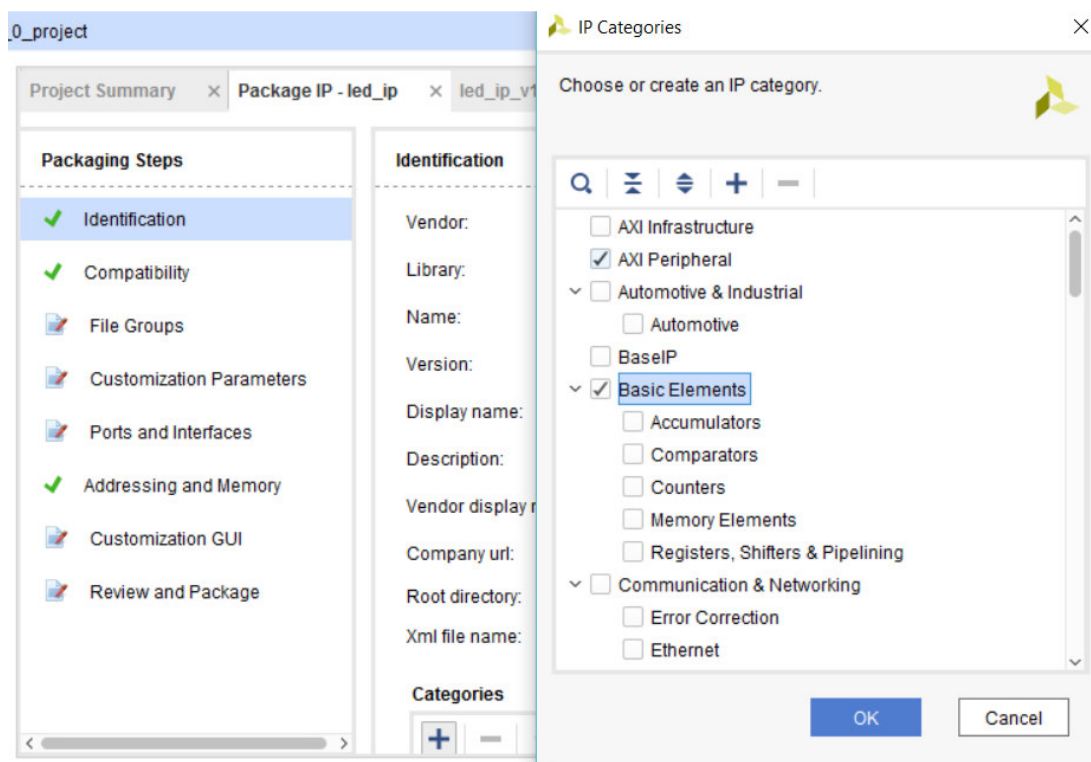 _0_project
Project Summary
Package IP - led_ip
led_ip_v1
Packaging Steps
Identification
Compatibility
File Groups
Customization Parameters
Ports and Interfaces
Addressing and Memory
Customization GUI
Review and Package
Identification
Vendor:
Library:
Name:
Version:
Display name:
Description:
Vendor display
Company url:
Root directory:
Xml file name:
Categories
IP Categories
Choose or create an IP category.
AXI Infrastructure
AXI Peripheral
Automotive & Industrial
Automotive
BaseIP
Basic Elements
Accumulators
Comparators
Counters
Memory Elements
Registers, Shifters & Pipelining
Communication & Networking
Error Correction
Ethernet
OK
Cancel